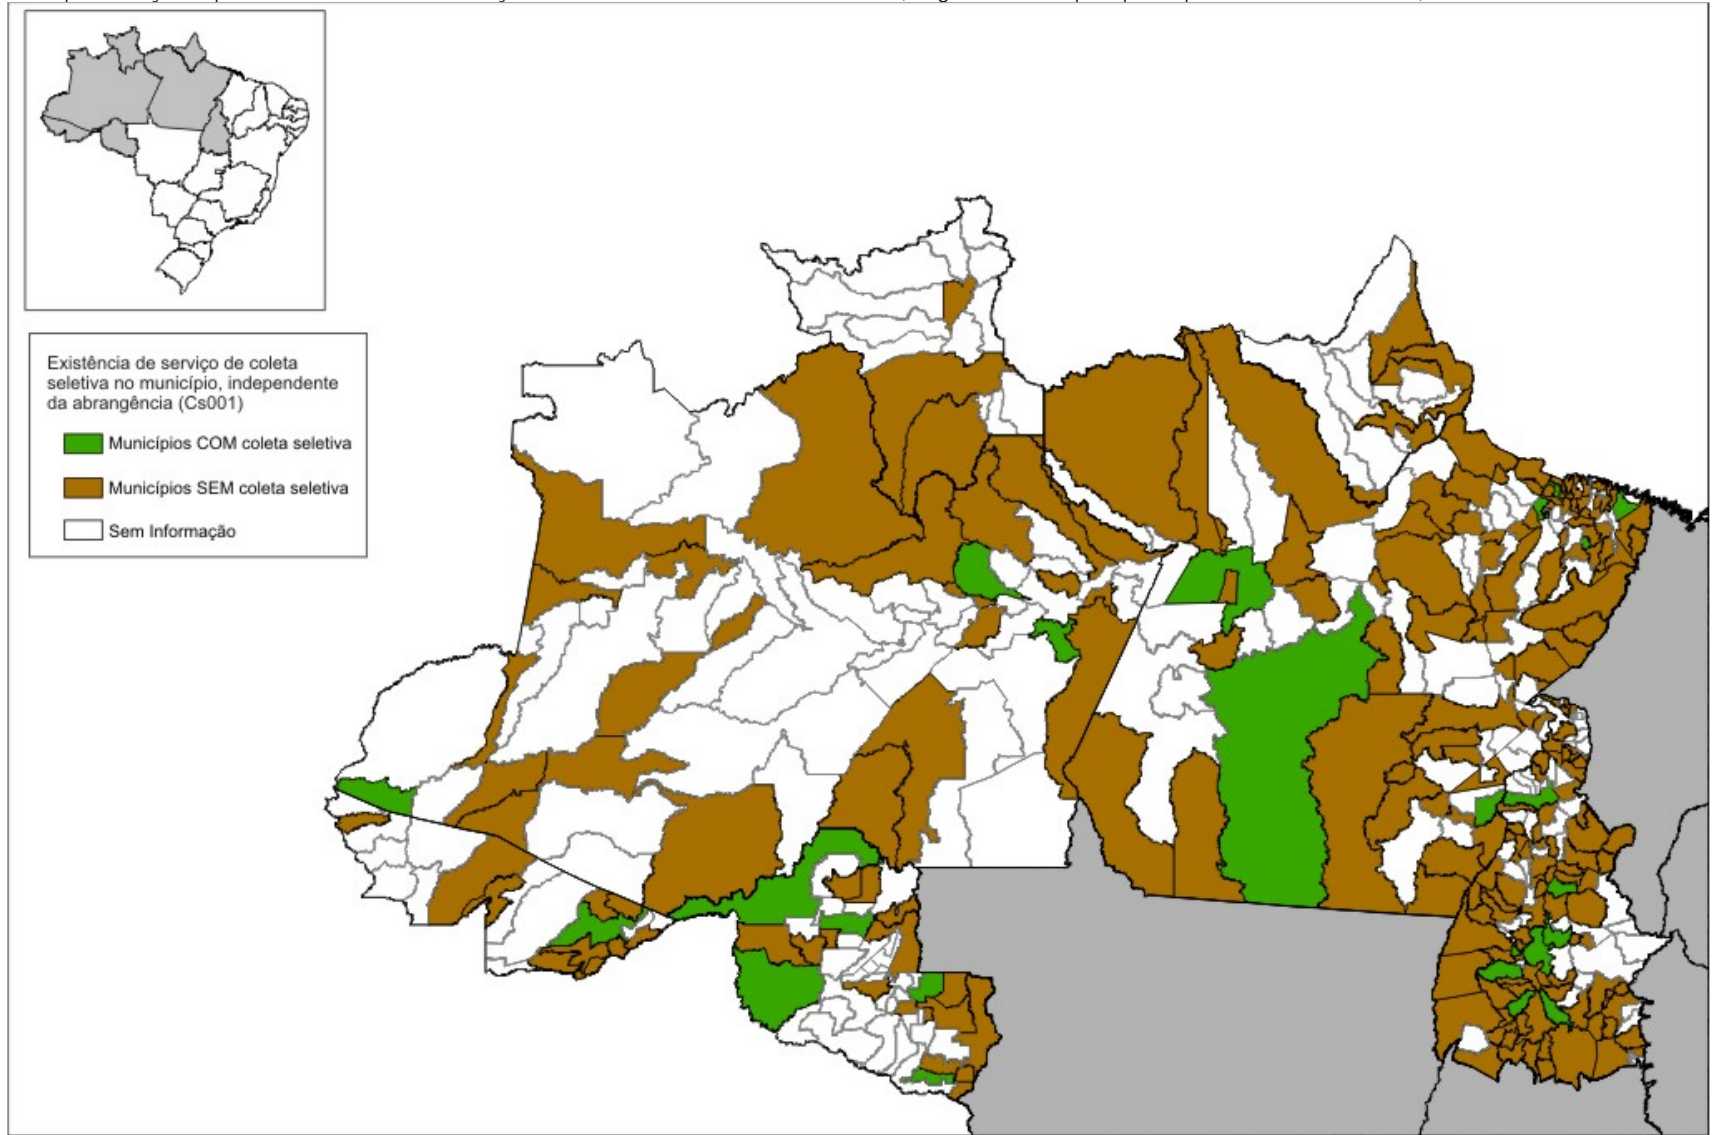 Existência de serviço de coleta
seletiva no município, independente
da abrangência (Cs001)
Municípios COM coleta seletiva
Municípios SEM coleta seletiva
Sem Informação